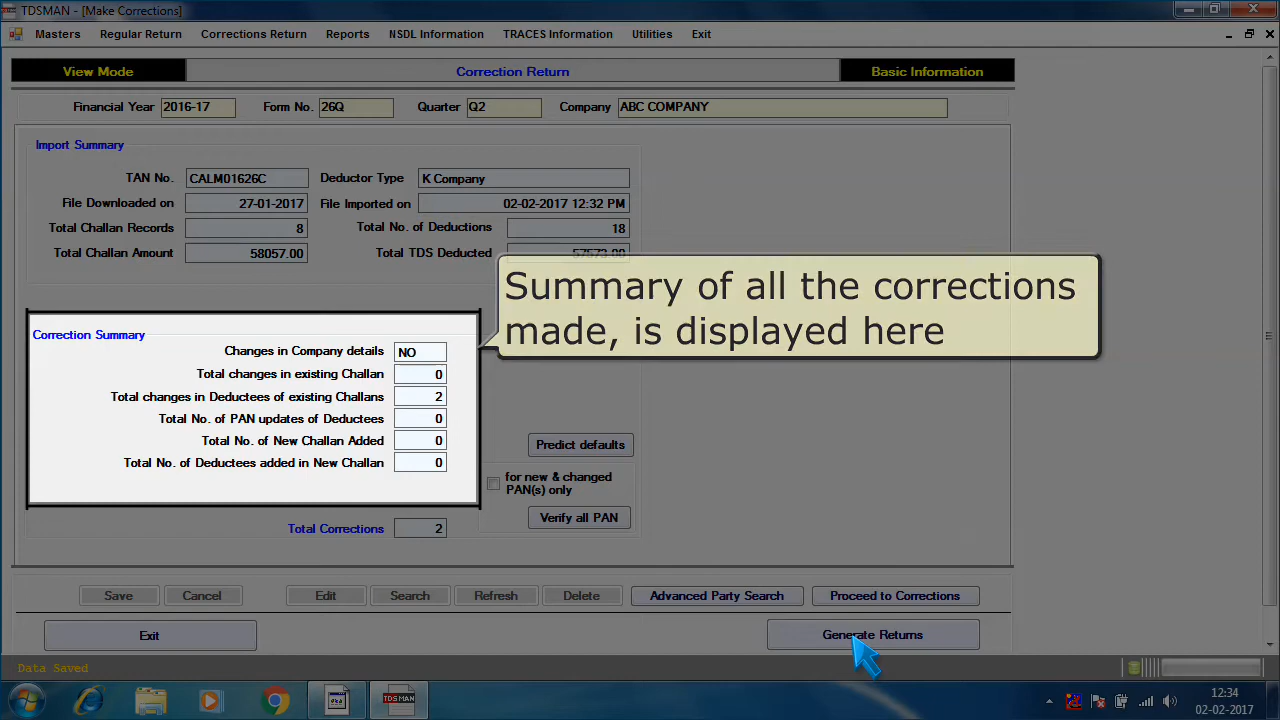 TDSMAN - [Make Corrections]
Masters Regular Return Corrections Return Reports NSDL Information TRACES Information Utilities Exit
View Mode Correction Return Basic Information
Financial Year 2016-17 Form No. 26Q Quarter Q2 Company ABC COMPANY
Import Summary
TAN No. CALM01626C Deductor Type K Company
File Downloaded on 27-01-2017 File Imported on 02-02-2017 12:32 PM
Total Challan Records 8 Total No. of Deductions 18
Total Challan Amount 58057.00 Total TDS Deducted 57573.00
Summary of all the corrections
made, is displayed here
Correction Summary
Changes in Company details NO
Total changes in existing Challan 0
Total changes in Deductees of existing Challans 2
Total No. of PAN updates of Deductees 0
Total No. of New Challan Added 0
Total No. of Deductees added in New Challan 0
Predict defaults
for new & changed
PAN(s) only
Verify all PAN
Total Corrections 2
Save Cancel Edit Search Refresh Delete Advanced Party Search Proceed to Corrections
Exit Generate Returns
Data Saved
12:34
02-02-2017